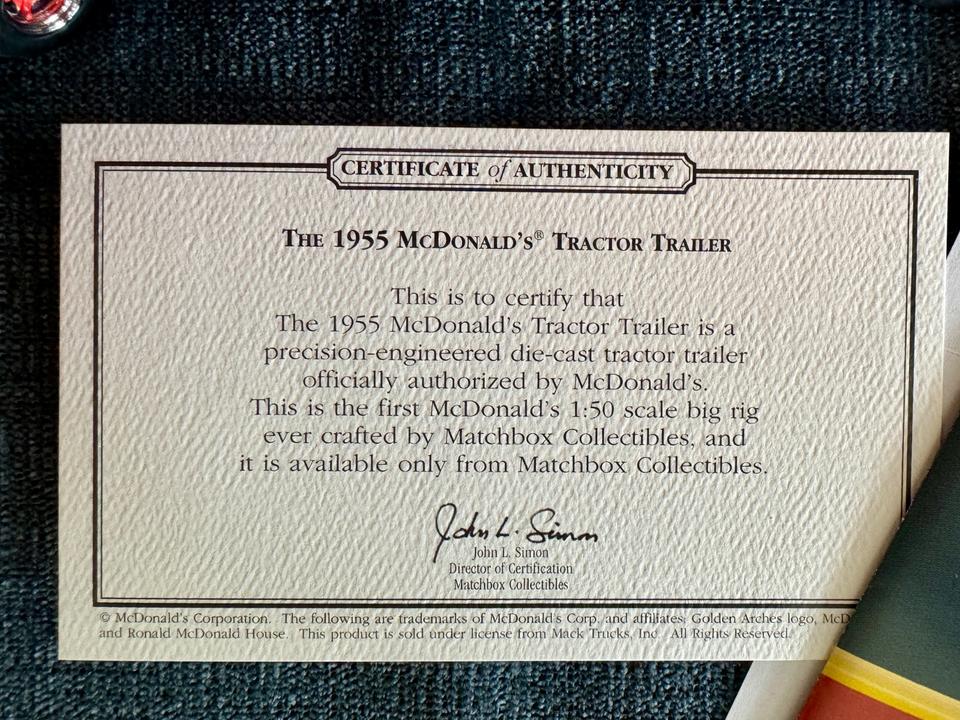 CERTIFICATE of AUTHENTICITY
THE 1955 MCDONALD'S® TRACTOR TRAILER
This is to certify that
The 1955 McDonald's Tractor Trailer is a
precision-engineered die-cast tractor trailer
officially authorized by McDonald's.
This is the first McDonald's 1:50 scale big rig
ever crafted by Matchbox Collectibles, and
it is available only from Matchbox Collectibles.
John L. Simon
John L. Simon
Director of Certification
Matchbox Collectibles
© McDonald's Corporation. The following are trademarks of McDonald's Corp. and affiliates: Golden Arches logo,
and Ronald McDonald House. This product is sold under license from Mack Trucks, Inc. All Rights Reserved.